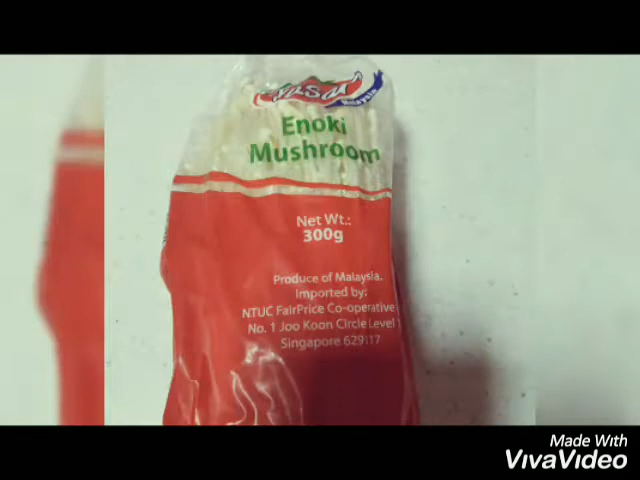 Malaysia
Enoki
Mushroom
Net Wt.:
300g
Produce of Malaysia.
Imported by:
NTUC FairPrice Co-operative
No. 1 Joo Koon Circle Level
Singapore 629117
Made With
VivaVideo